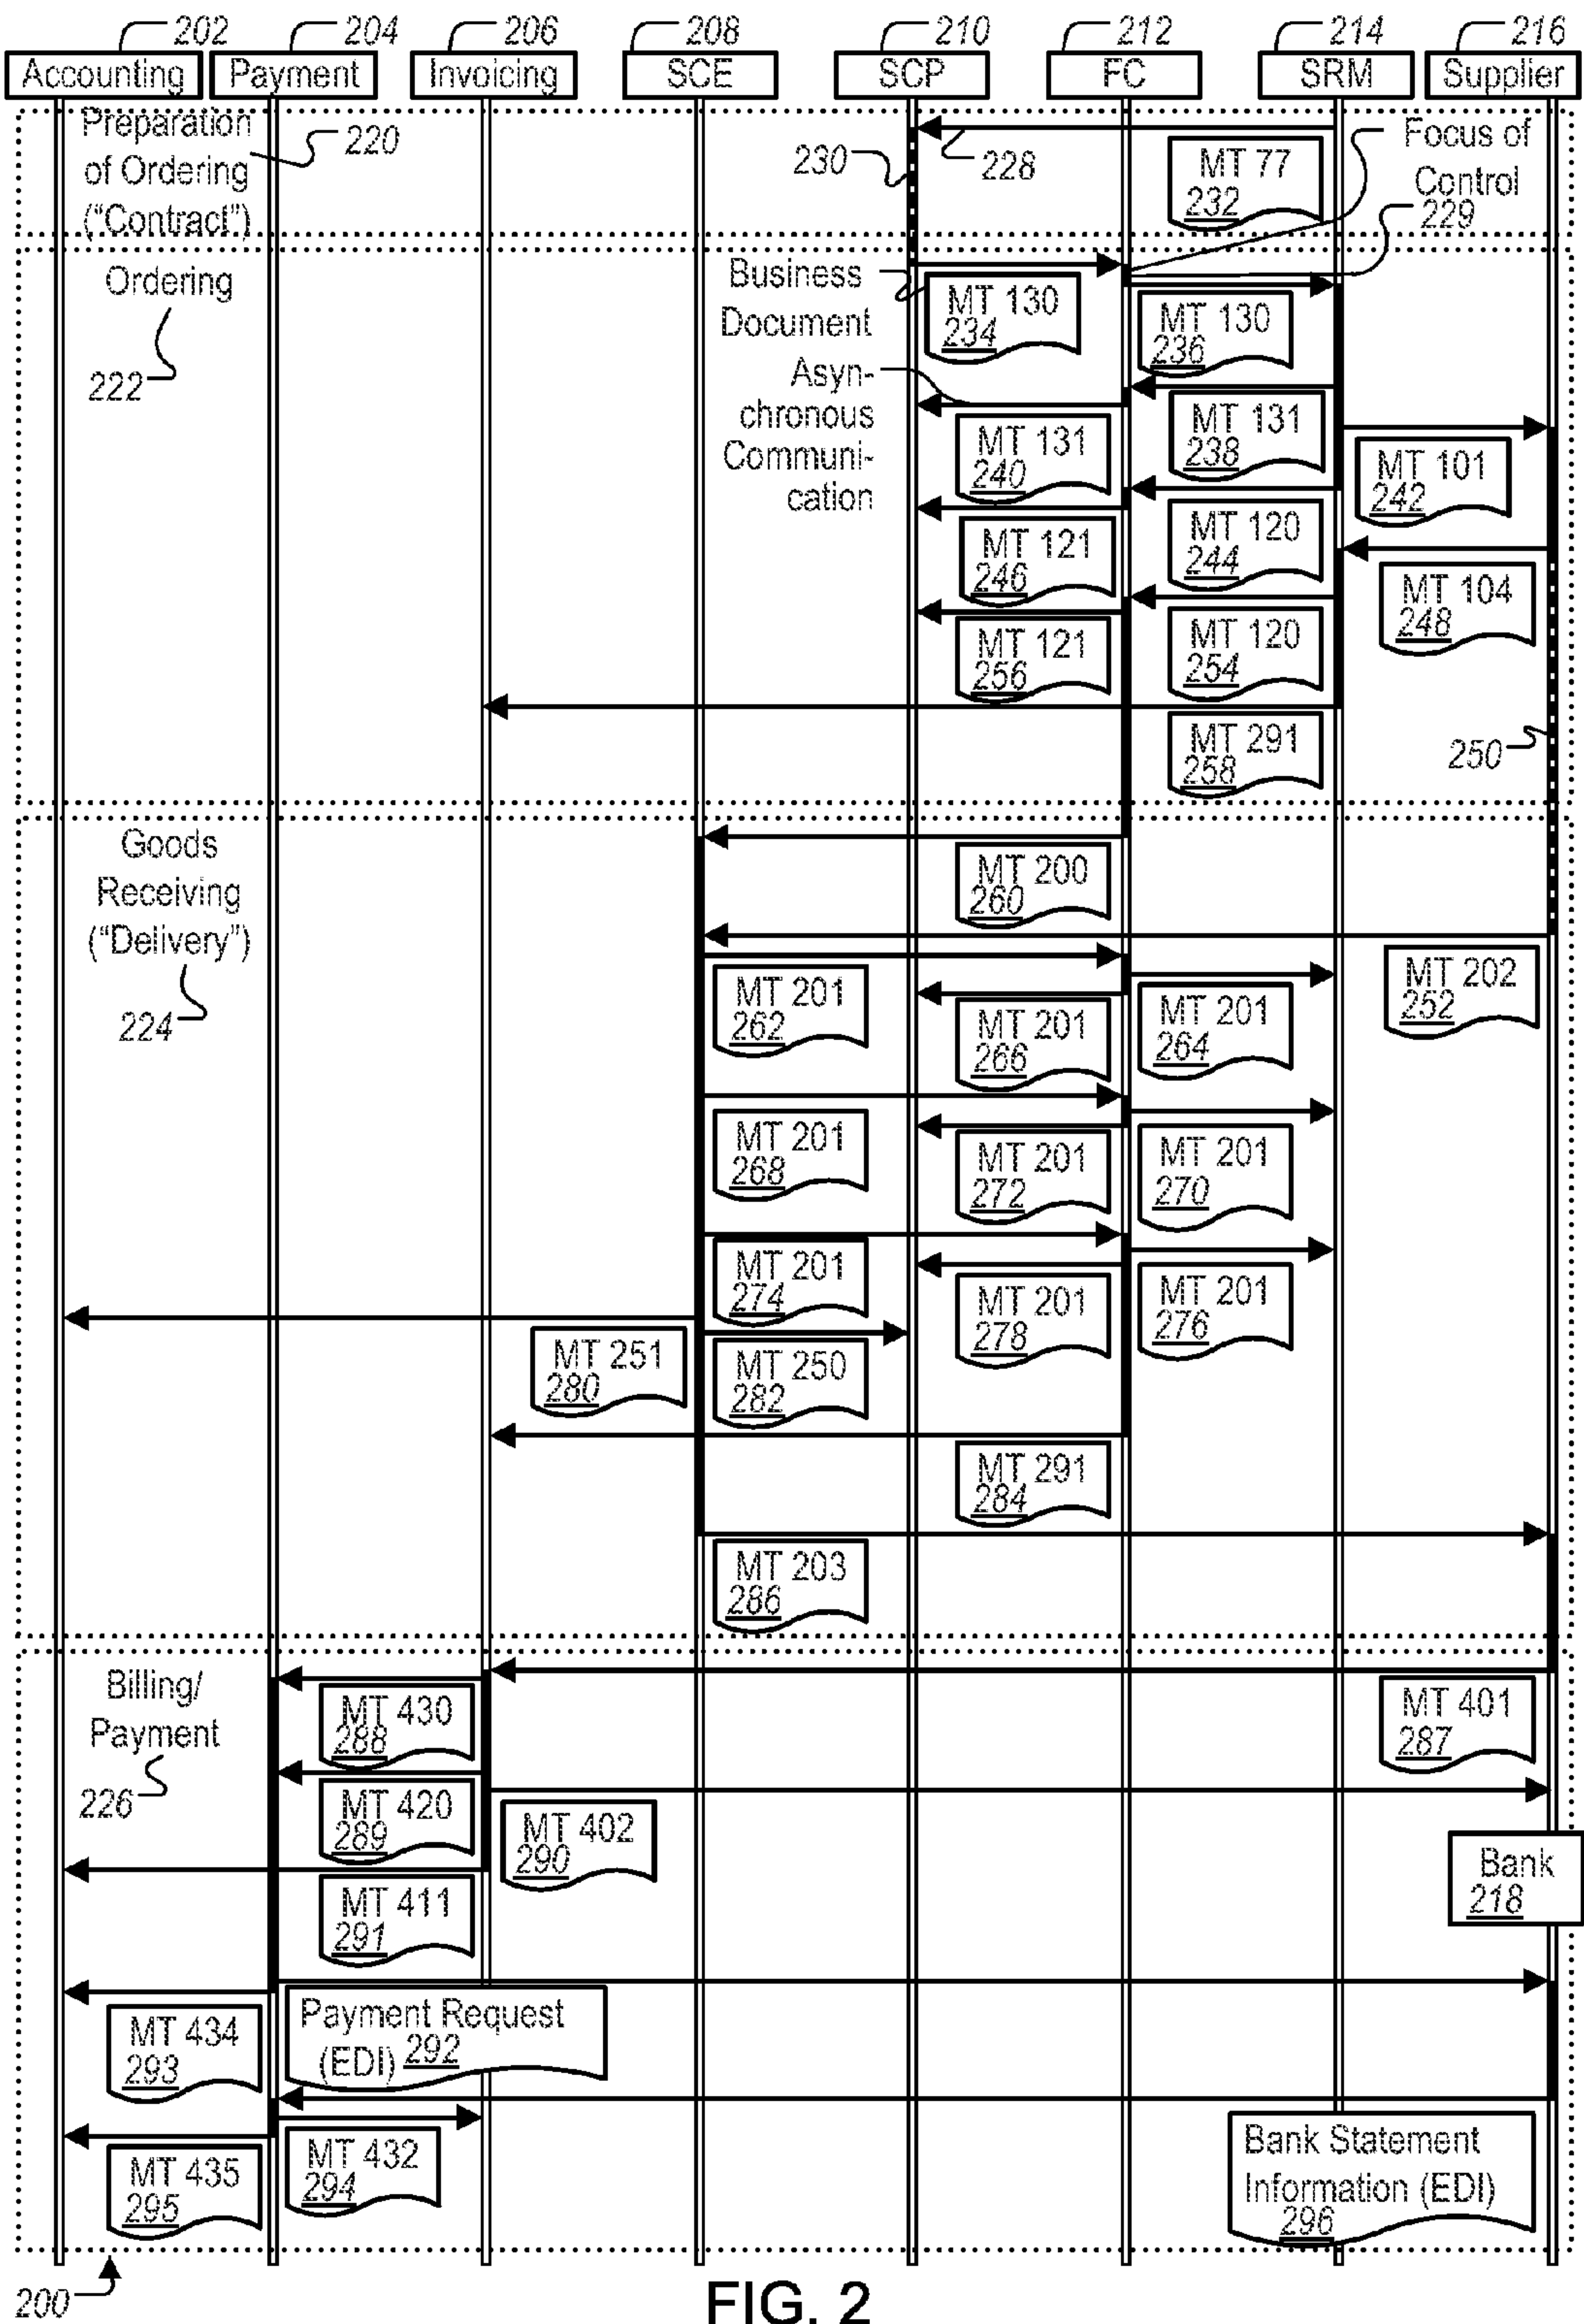 202 204 206 208 210 212 214 216
Accounting Payment Invoicing SCE SCP FC SRM Supplier
Preparation
of Ordering
("Contract")
220
230
228
MT 77
232
Focus of
Control
229
Ordering
222
Business
Document
MT 130
234
MT 130
236
Asyn-
chronous
Communi-
cation
MT 131
240
MT 131
238
MT 101
242
MT 121
246
MT 120
244
MT 104
248
MT 121
256
MT 120
254
MT 291
258
250
Goods
Receiving
("Delivery")
224
MT 200
260
MT 201
262
MT 201
266
MT 201
264
MT 202
252
MT 201
268
MT 201
272
MT 201
270
MT 201
274
MT 201
278
MT 201
276
MT 251
280
MT 250
282
MT 291
284
MT 203
286
Billing/
Payment
226
MT 430
288
MT 401
287
MT 420
289
MT 402
290
MT 411
291
Bank
218
MT 434
293
Payment Request
(EDI) 292
MT 435
295
MT 432
294
Bank Statement
Information (EDI)
296
200
FIG. 2